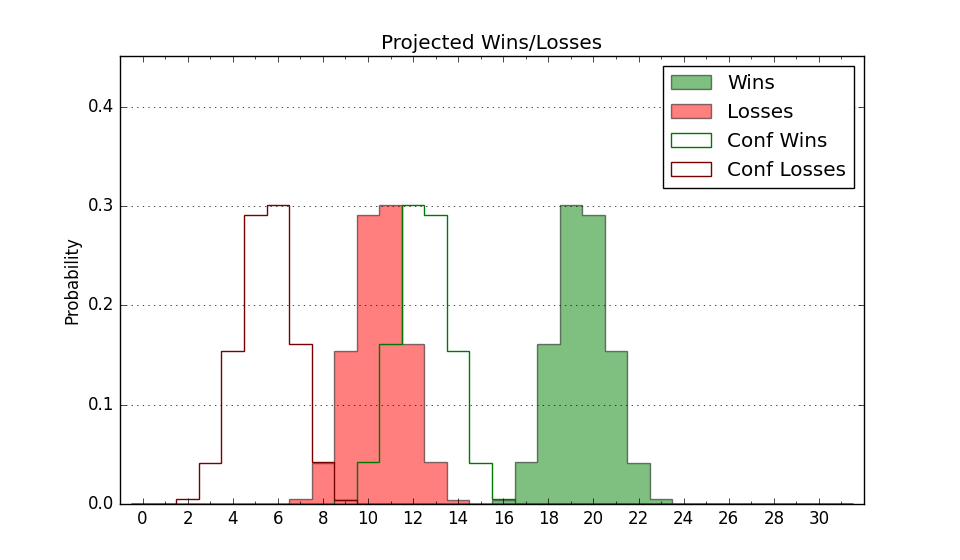 Projected Wins/Losses
Wins
Losses
Conf Wins
Conf Losses
Probability
0.4
0.3
0.2
0.1
0.0
0 2 4 6 8 10 12 14 16 18 20 22 24 26 28 30